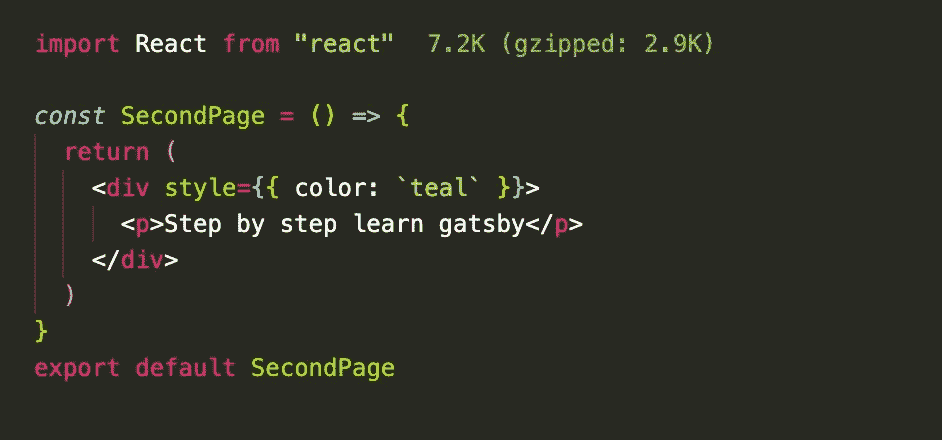 import React from "react"  7.2K (gzipped: 2.9K)
const SecondPage = () => {
return (
<div style={{ color: `teal` }}>
<p>Step by step learn gatsby</p>
</div>
)
}
export default SecondPage